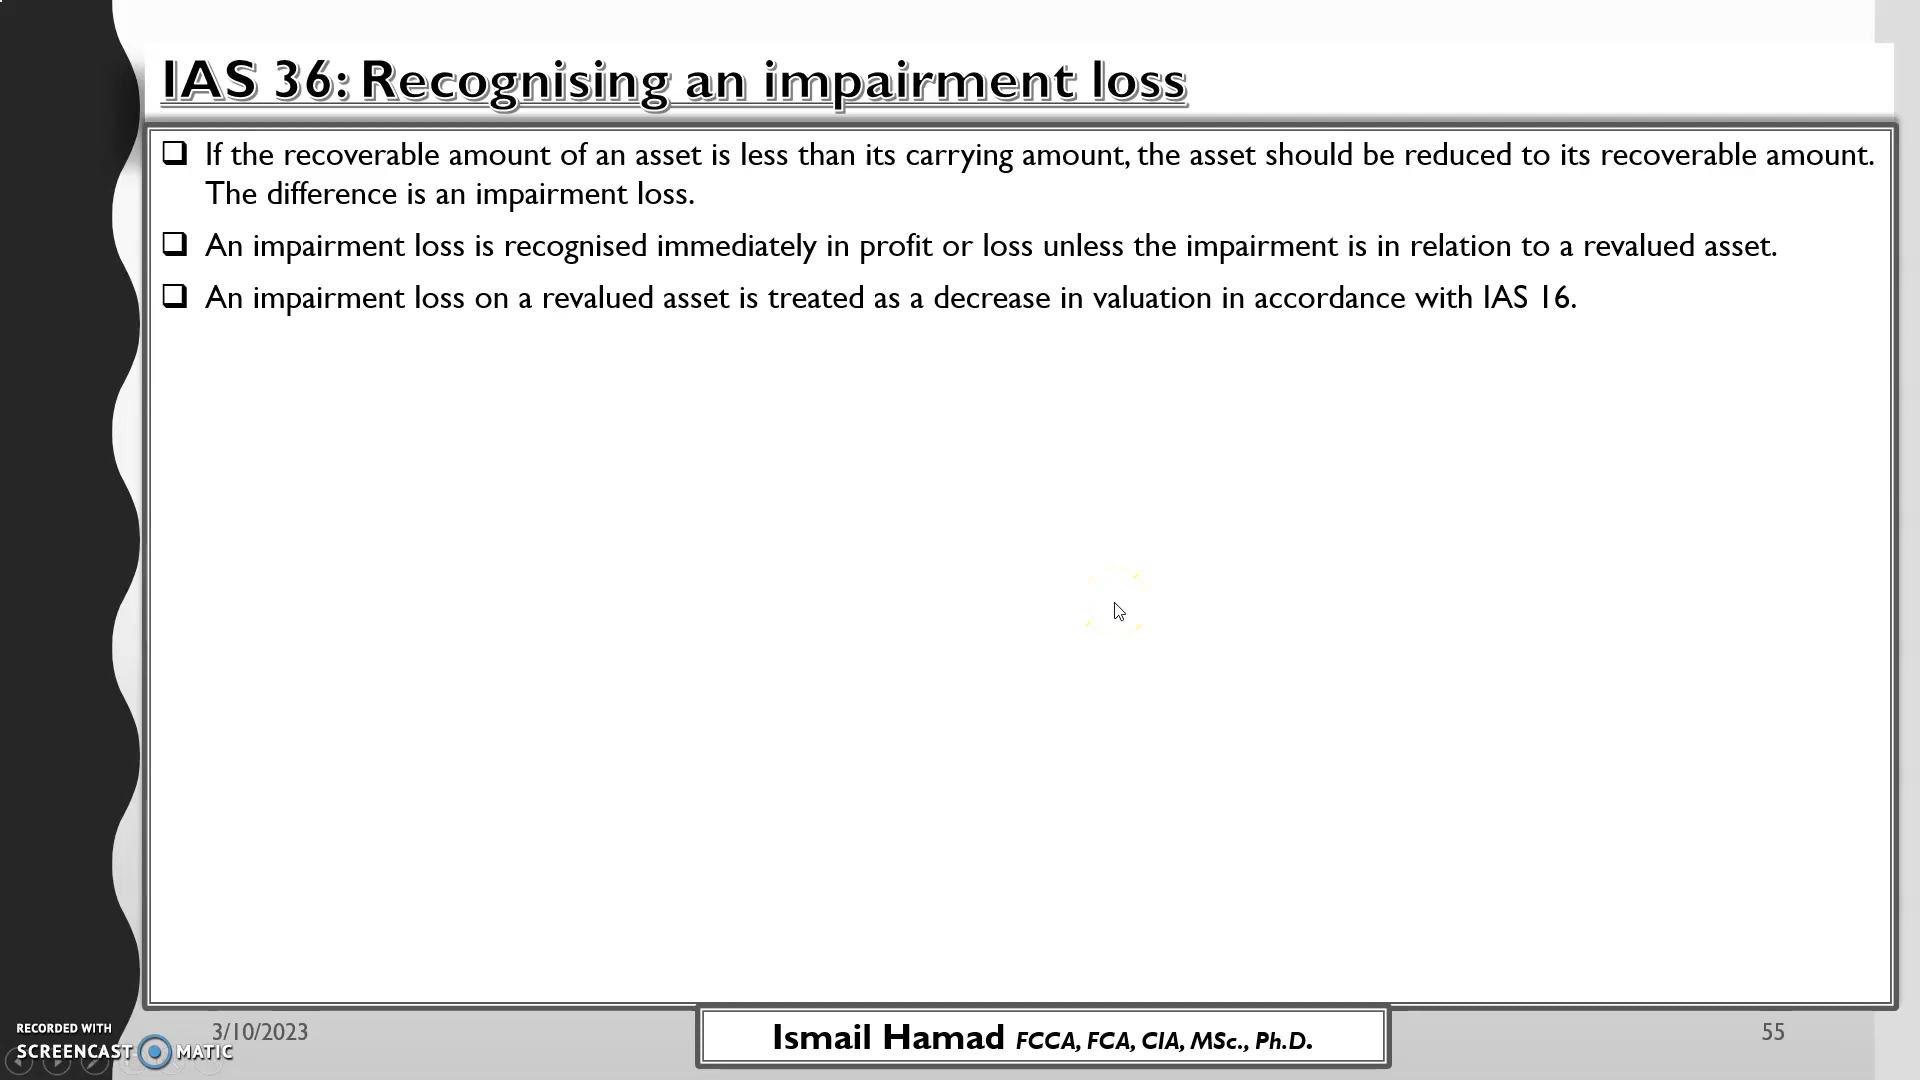 IAS 36: Recognising an impairment loss
❑ If the recoverable amount of an asset is less than its carrying amount, the asset should be reduced to its recoverable amount.
The difference is an impairment loss.
❑ An impairment loss is recognised immediately in profit or loss unless the impairment is in relation to a revalued asset.
❑ An impairment loss on a revalued asset is treated as a decrease in valuation in accordance with IAS 16.
RECORDED WITH
SCREENCAST MATIC
3/10/2023
Ismail Hamad FCCA, FCA, CIA, MSc., Ph.D.
55